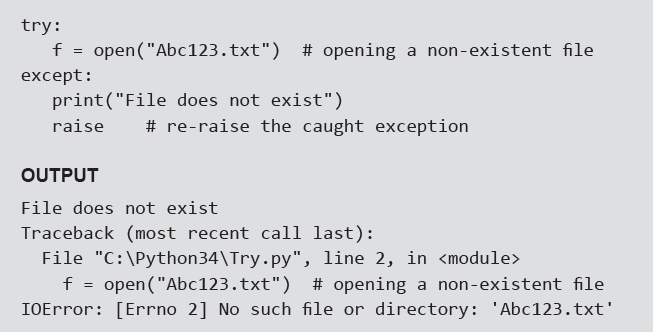 try:
   f = open("Abc123.txt")  # opening a non-existent file
except:
   print("File does not exist")
   raise    # re-raise the caught exception
OUTPUT
File does not exist
Traceback (most recent call last):
  File "C:\Python34\Try.py", line 2, in <module>
    f = open("Abc123.txt")  # opening a non-existent file
IOError: [Errno 2] No such file or directory: 'Abc123.txt'